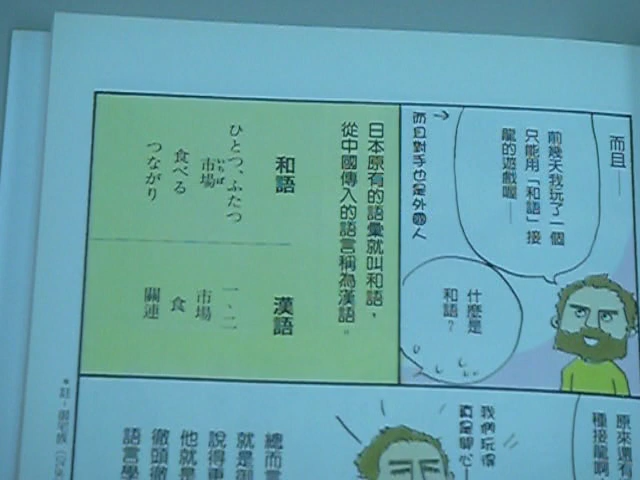 而且——
前幾天我玩了一個
只能用「和語」接
龍的遊戲喔——
什麼是
和語？
→而且對手也是外國人
日本原有的語彙就叫和語，
從中國傳入的語言稱為漢語。
和語
ひとつ、ふたつ
市場
いちば
食べる
つながり
漢語
一、二
市場
食
關連
原來還有
種接龍啊
我們玩得
真是開心
總而言
就是
說得更
他就是
徹頭徹
語言學